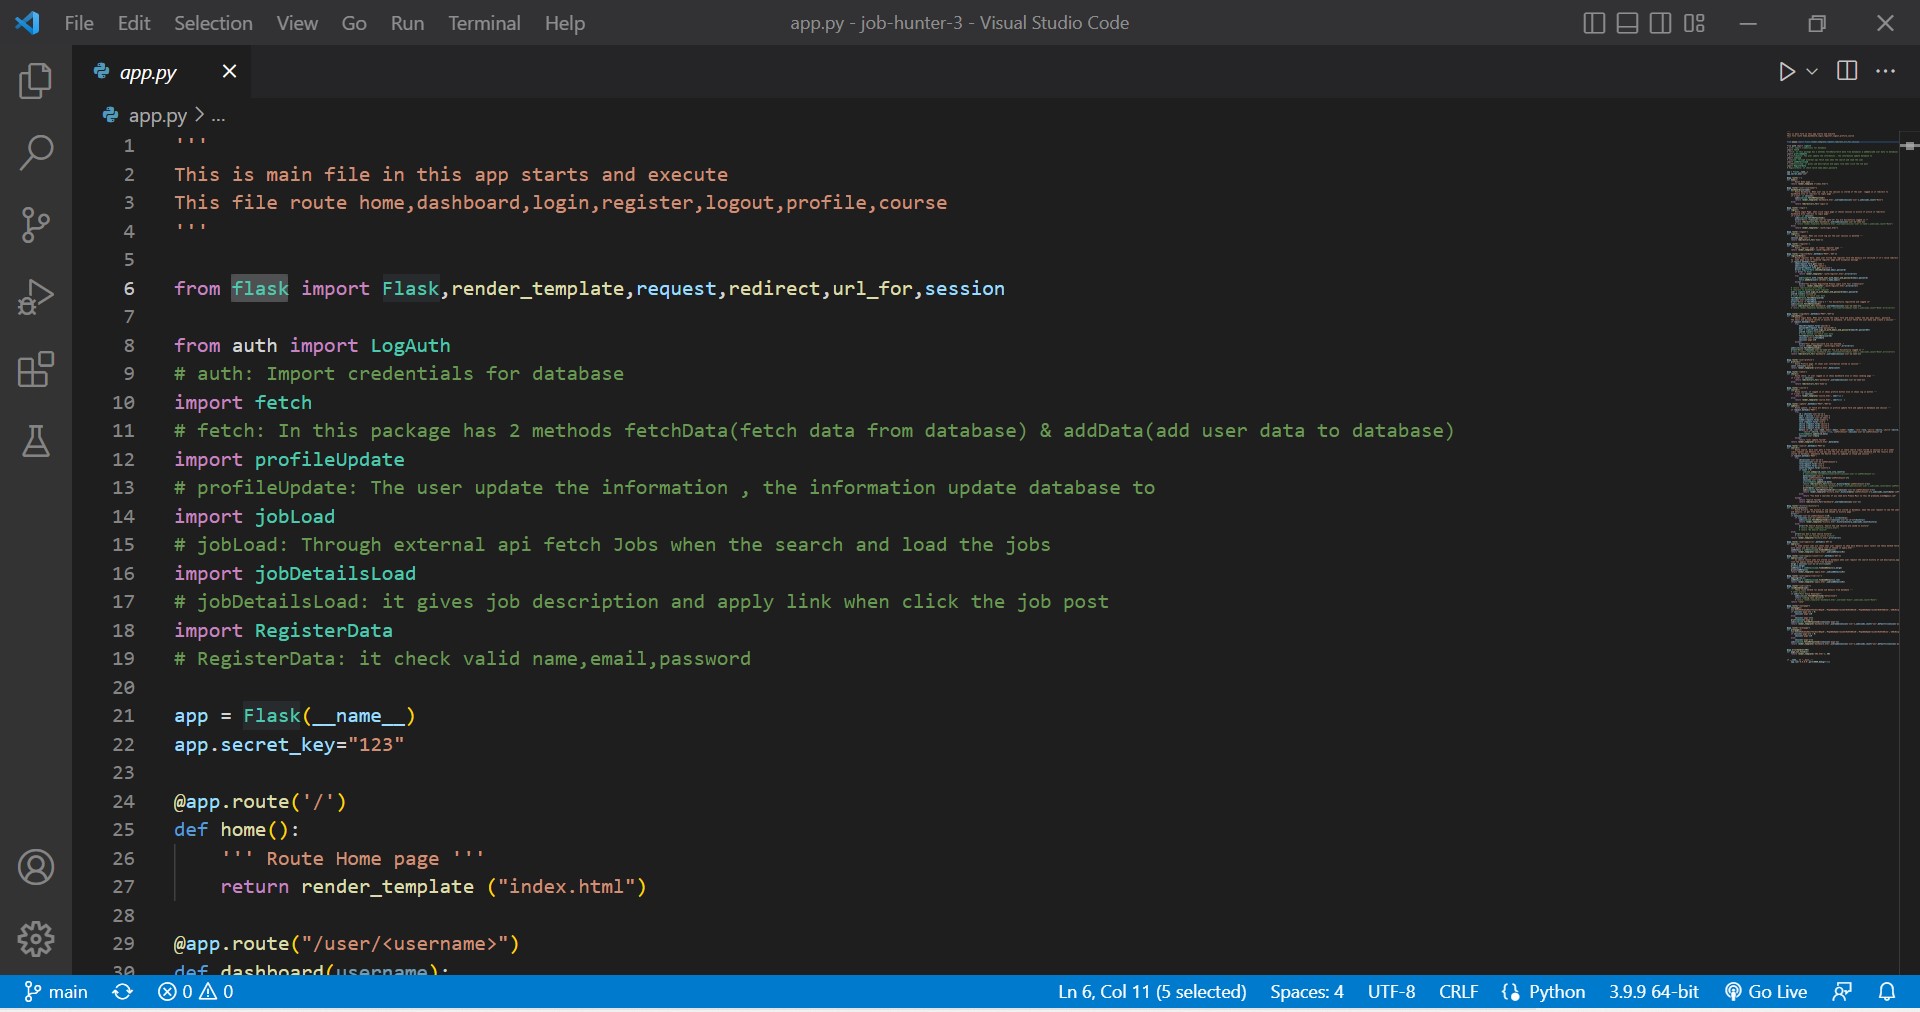 File Edit Selection View Go Run Terminal Help
app.py - job-hunter-3 - Visual Studio Code
app.py
app.py > ...
1 '''
2 This is main file in this app starts and execute
3 This file route home,dashboard,login,register,logout,profile,course
4 '''
5
6 from flask import Flask,render_template,request,redirect,url_for,session
7
8 from auth import LogAuth
9 # auth: Import credentials for database
10 import fetch
11 # fetch: In this package has 2 methods fetchData(fetch data from database) & addData(add user data to database)
12 import profileUpdate
13 # profileUpdate: The user update the information , the information update database to
14 import jobLoad
15 # jobLoad: Through external api fetch Jobs when the search and load the jobs
16 import jobDetailsLoad
17 # jobDetailsLoad: it gives job description and apply link when click the job post
18 import RegisterData
19 # RegisterData: it check valid name,email,password
20
21 app = Flask(__name__)
22 app.secret_key="123"
23
24 @app.route('/')
25 def home():
26     ''' Route Home page '''
27     return render_template ("index.html")
28
29 @app.route("/user/<username>")
30 def dashboard(username):
main 0 0 Ln 6, Col 11 (5 selected) Spaces: 4 UTF-8 CRLF Python 3.9.9 64-bit Go Live